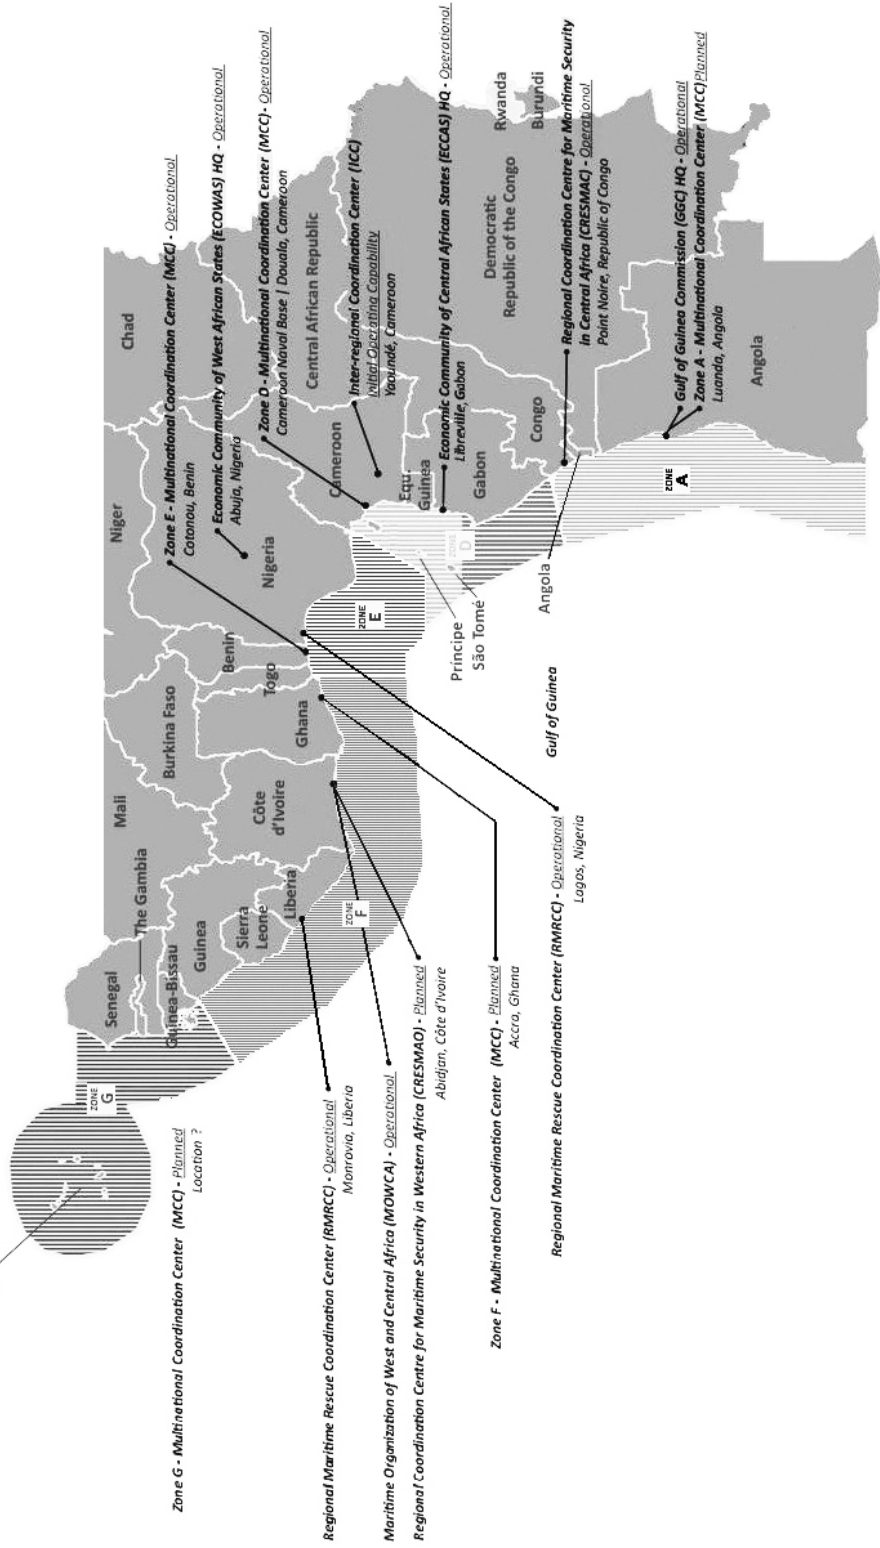 Zone E - Multinational Coordination Center (MCC) - Operational
Cotonou, Benin
Economic Community of West African States (ECOWAS) HQ - Operational
Abuja, Nigeria
Zone D - Multinational Coordination Center (MCC) - Operational
Cameroon Naval Base | Douala, Cameroon
Inter-regional Coordination Center (ICC)
Initial Operating Capability
Yaoundé, Cameroon
Economic Community of Central African States (ECCAS) HQ - Operational
Libreville, Gabon
Regional Coordination Centre for Maritime Security
in Central Africa (CRESMAC) - Operational
Point Noire, Republic of Congo
Gulf of Guinea Commission (GGC) HQ - Operational
Zone A - Multinational Coordination Center (MCC)Planned
Luanda, Angola
Chad
Niger
Mali
Central African Republic
Nigeria
Cameroon
Benin
Togo
Burkina Faso
Ghana
Côte
d'Ivoire
The Gambia
Senegal
Guinea-Bissau
Guinea
Sierra
Leone
Liberia
Equ.
Guinea
Gabon
Congo
Democratic
Republic of the Congo
Rwanda
Burundi
Angola
Angola
Príncipe
São Tomé
Gulf of Guinea
ZONE
A
ZONE
D
ZONE
E
ZONE
F
ZONE
G
Zone G - Multinational Coordination Center (MCC) - Planned
Location ?
Regional Maritime Rescue Coordination Center (RMRCC) - Operational
Monrovia, Liberia
Maritime Organization of West and Central Africa (MOWCA) - Operational
Regional Coordination Centre for Maritime Security in Western Africa (CRESMAO) - Planned
Abidjan, Côte d'Ivoire
Zone F - Multinational Coordination Center (MCC) - Planned
Accra, Ghana
Regional Maritime Rescue Coordination Center (RMRCC) - Operational
Lagos, Nigeria